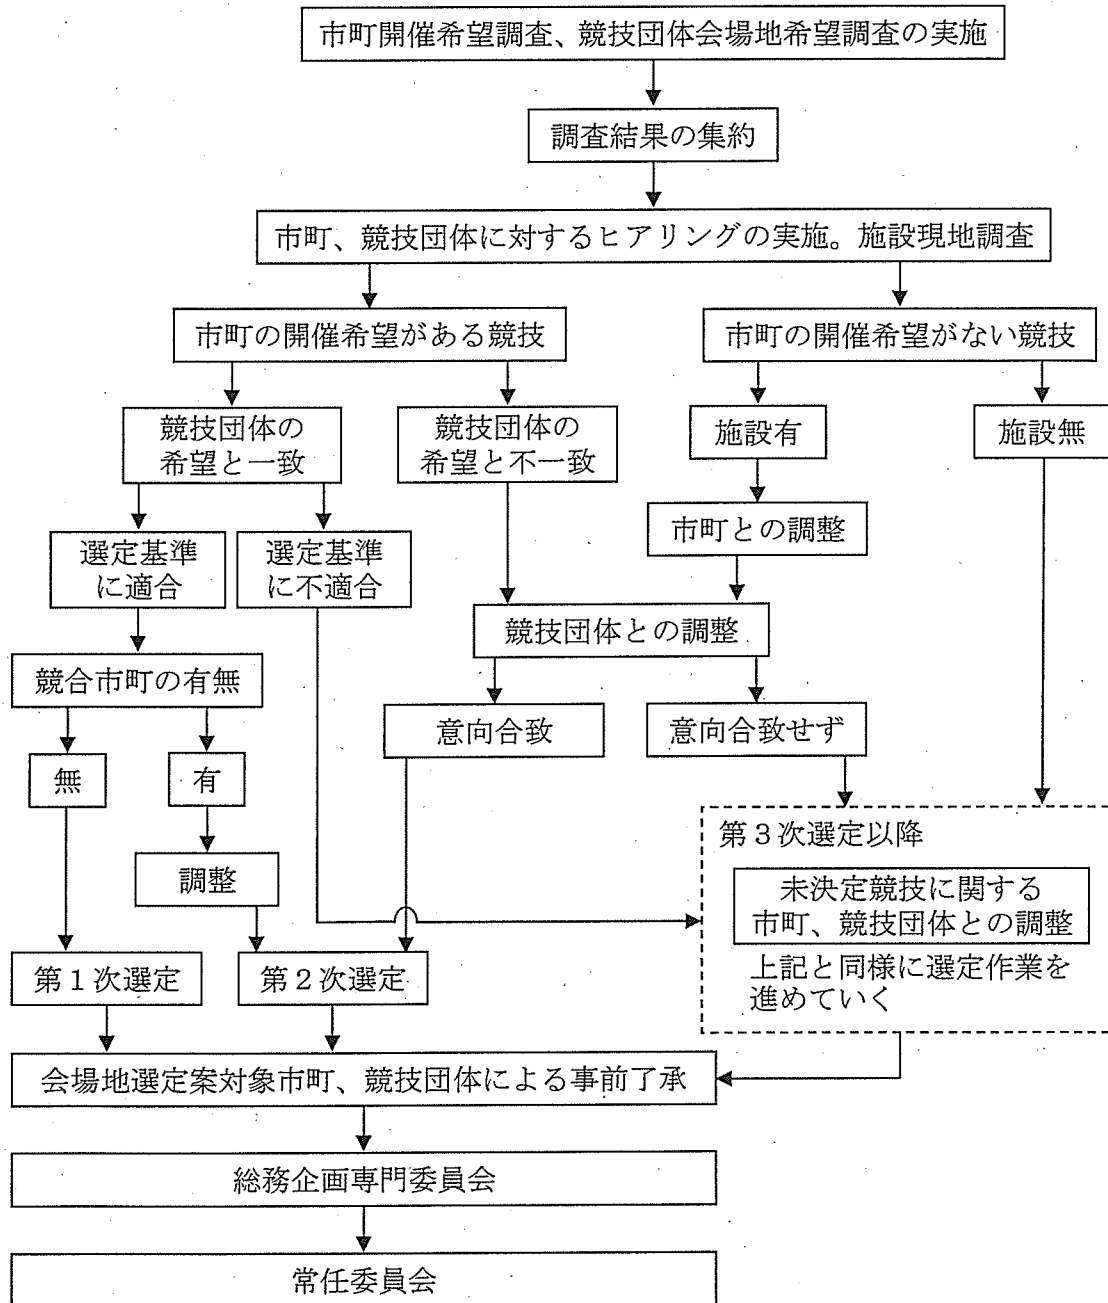 市町開催希望調査、競技団体会場地希望調査の実施
調査結果の集約
市町、競技団体に対するヒアリングの実施。施設現地調査
市町の開催希望がある競技
市町の開催希望がない競技
競技団体の
希望と一致
競技団体の
希望と不一致
施設有
施設無
選定基準
に適合
選定基準
に不適合
市町との調整
競技団体との調整
競合市町の有無
意向合致
意向合致せず
無
有
調整
第3次選定以降
未決定競技に関する
市町、競技団体との調整
上記と同様に選定作業を
進めていく
第1次選定
第2次選定
会場地選定案対象市町、競技団体による事前了承
総務企画専門委員会
常任委員会